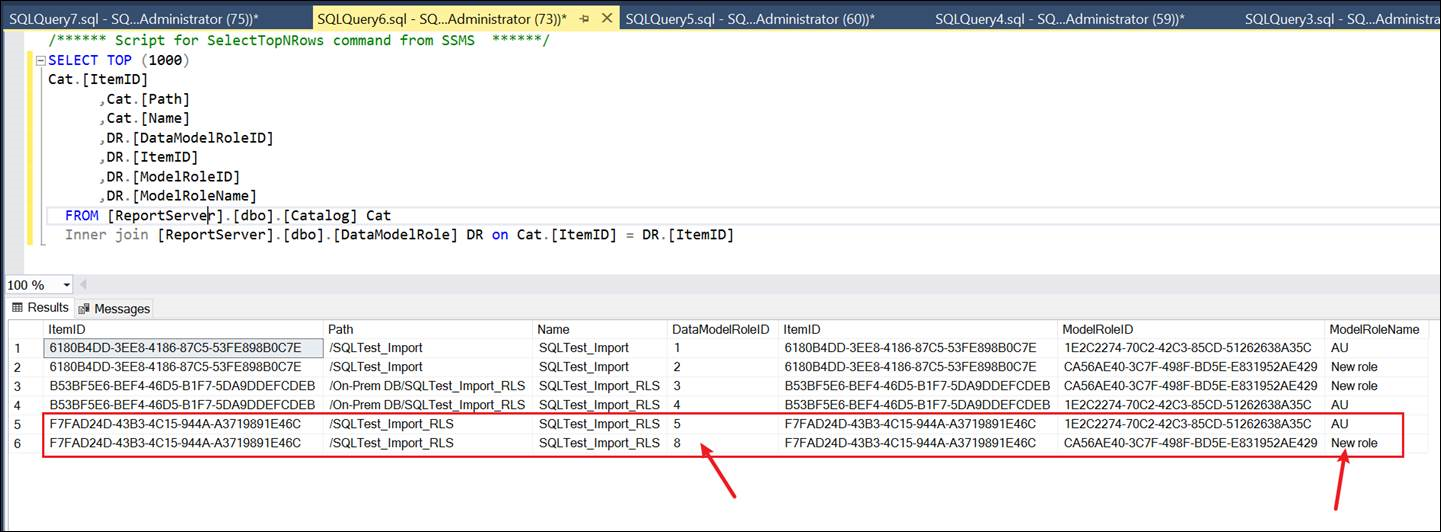 SQLQuery7.sql - SQ...Administrator (75))* SQLQuery6.sql - SQ...Administrator (73))* SQLQuery5.sql - SQ...Administrator (60))* SQLQuery4.sql - SQ...Administrator (59))* SQLQuery3.sql - SQ...Administra
/****** Script for SelectTopNRows command from SSMS  ******/
SELECT TOP (1000)
Cat.[ItemID]
,Cat.[Path]
,Cat.[Name]
,DR.[DataModelRoleID]
,DR.[ItemID]
,DR.[ModelRoleID]
,DR.[ModelRoleName]
FROM [ReportServer].[dbo].[Catalog] Cat
Inner join [ReportServer].[dbo].[DataModelRole] DR on Cat.[ItemID] = DR.[ItemID]
100 %
Results Messages
ItemID Path Name DataModelRoleID ItemID ModelRoleID ModelRoleName
1 6180B4DD-3EE8-4186-87C5-53FE898B0C7E /SQLTest_Import SQLTest_Import 1 6180B4DD-3EE8-4186-87C5-53FE898B0C7E 1E2C2274-70C2-42C3-85CD-51262638A35C AU
2 6180B4DD-3EE8-4186-87C5-53FE898B0C7E /SQLTest_Import SQLTest_Import 2 6180B4DD-3EE8-4186-87C5-53FE898B0C7E CA56AE40-3C7F-498F-BD5E-E831952AE429 New role
3 B53BF5E6-BEF4-46D5-B1F7-5DA9DDEFCDEB /On-Prem DB/SQLTest_Import_RLS SQLTest_Import_RLS 3 B53BF5E6-BEF4-46D5-B1F7-5DA9DDEFCDEB CA56AE40-3C7F-498F-BD5E-E831952AE429 New role
4 B53BF5E6-BEF4-46D5-B1F7-5DA9DDEFCDEB /On-Prem DB/SQLTest_Import_RLS SQLTest_Import_RLS 4 B53BF5E6-BEF4-46D5-B1F7-5DA9DDEFCDEB 1E2C2274-70C2-42C3-85CD-51262638A35C AU
5 F7FAD24D-43B3-4C15-944A-A3719891E46C /SQLTest_Import_RLS SQLTest_Import_RLS 5 F7FAD24D-43B3-4C15-944A-A3719891E46C 1E2C2274-70C2-42C3-85CD-51262638A35C AU
6 F7FAD24D-43B3-4C15-944A-A3719891E46C /SQLTest_Import_RLS SQLTest_Import_RLS 8 F7FAD24D-43B3-4C15-944A-A3719891E46C CA56AE40-3C7F-498F-BD5E-E831952AE429 New role